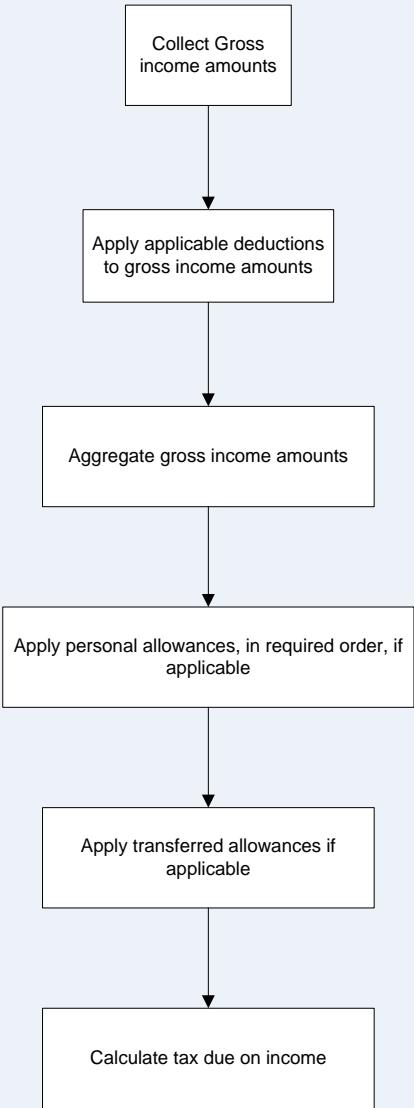 Collect Gross
income amounts
Apply applicable deductions
to gross income amounts
Aggregate gross income amounts
Apply personal allowances, in required order, if
applicable
Apply transferred allowances if
applicable
Calculate tax due on income